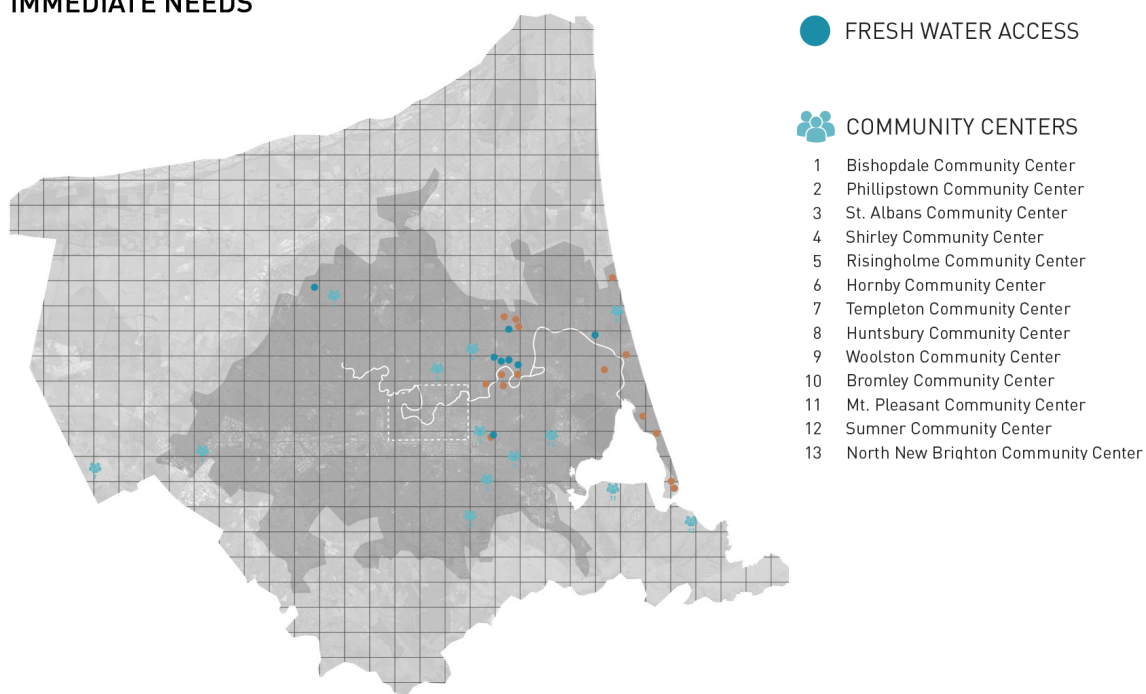 IMMEDIATE NEEDS
FRESH WATER ACCESS
COMMUNITY CENTERS
1 Bishopdale Community Center
2 Phillipstown Community Center
3 St. Albans Community Center
4 Shirley Community Center
5 Risingholme Community Center
6 Hornby Community Center
7 Templeton Community Center
8 Huntsbury Community Center
9 Woolston Community Center
10 Bromley Community Center
11 Mt. Pleasant Community Center
12 Sumner Community Center
13 North New Brighton Community Center